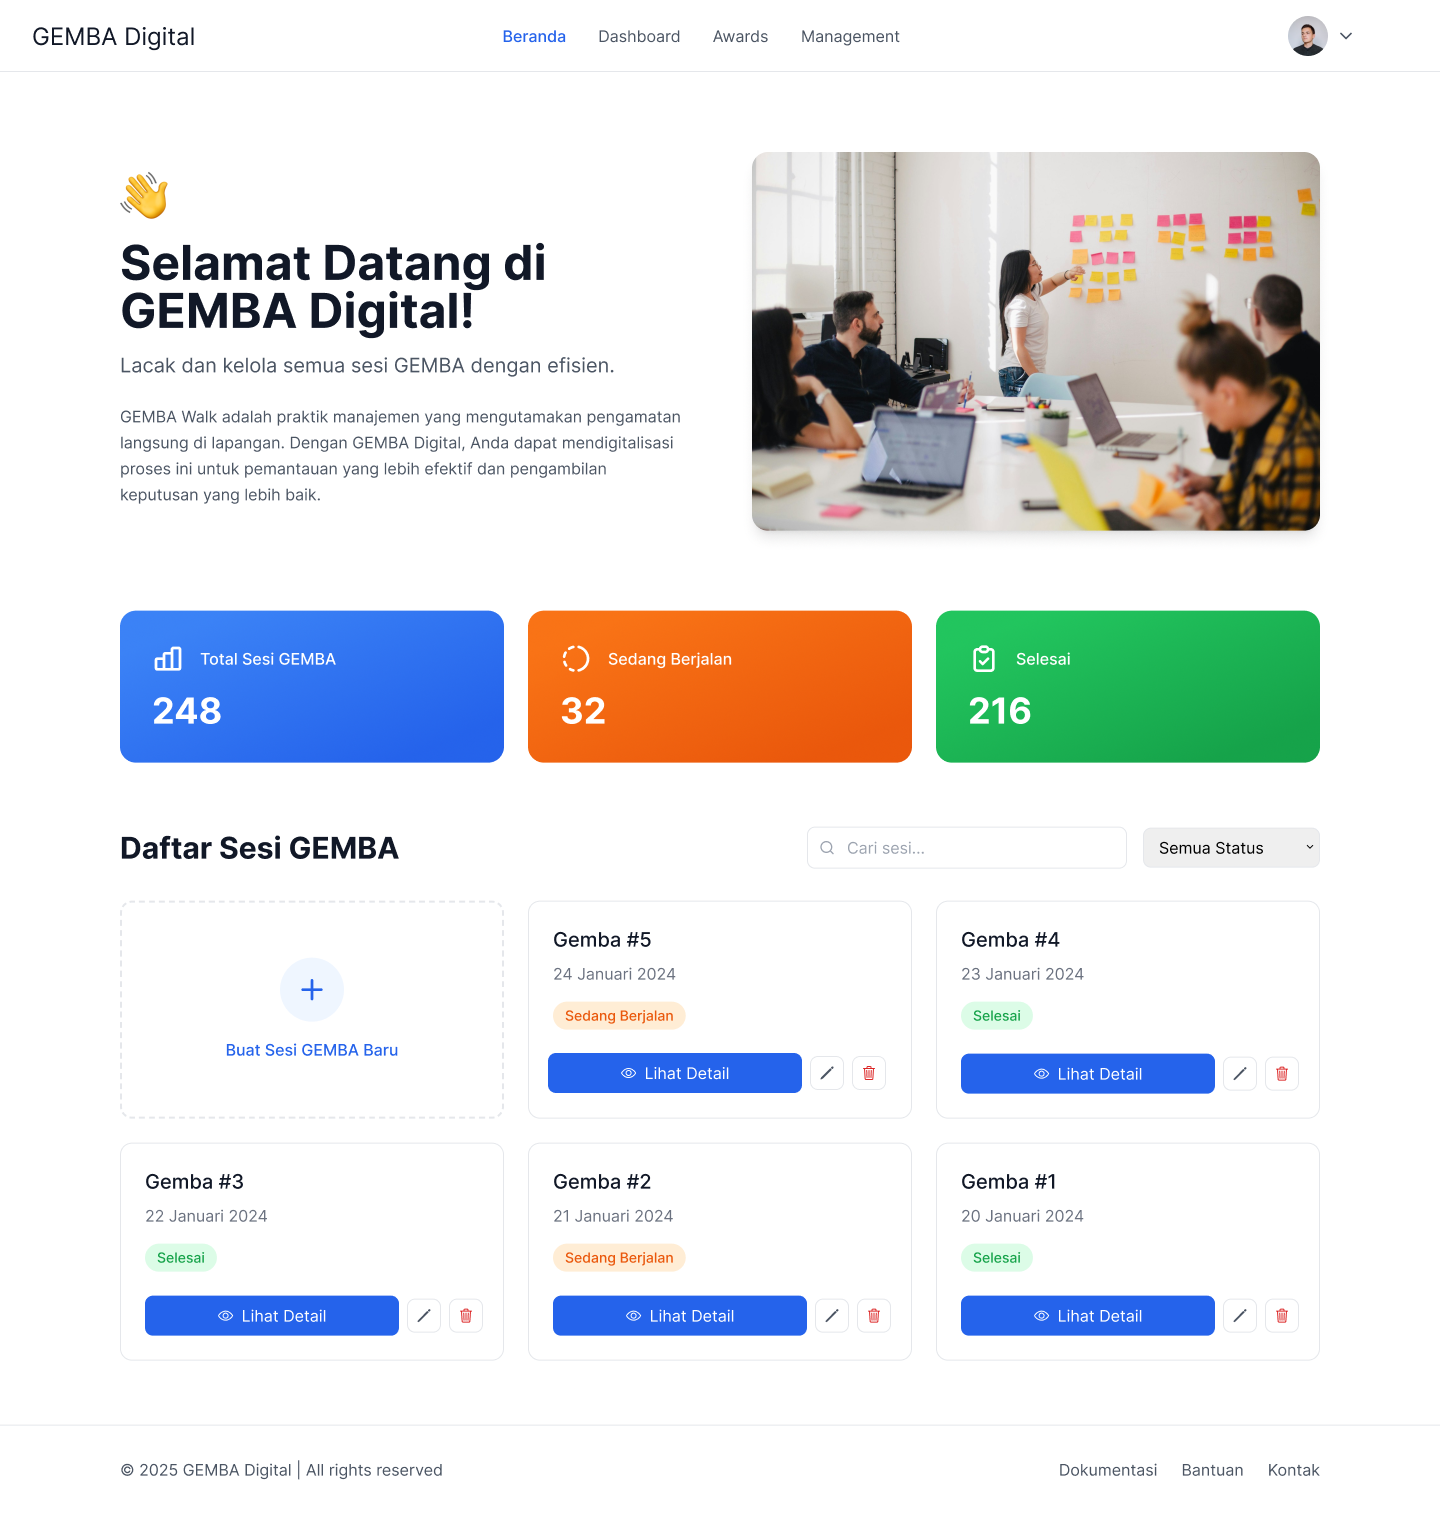 GEMBA Digital
Beranda
Dashboard
Awards
Management
Selamat Datang di
GEMBA Digital!
Lacak dan kelola semua sesi GEMBA dengan efisien.
GEMBA Walk adalah praktik manajemen yang mengutamakan pengamatan
langsung di lapangan. Dengan GEMBA Digital, Anda dapat mendigitalisasi
proses ini untuk pemantauan yang lebih efektif dan pengambilan
keputusan yang lebih baik.
Total Sesi GEMBA
248
Sedang Berjalan
32
Selesai
216
Daftar Sesi GEMBA
Cari sesi...
Semua Status
Buat Sesi GEMBA Baru
Gemba #5
24 Januari 2024
Sedang Berjalan
Lihat Detail
Gemba #4
23 Januari 2024
Selesai
Lihat Detail
Gemba #3
22 Januari 2024
Selesai
Lihat Detail
Gemba #2
21 Januari 2024
Sedang Berjalan
Lihat Detail
Gemba #1
20 Januari 2024
Selesai
Lihat Detail
© 2025 GEMBA Digital | All rights reserved
Dokumentasi
Bantuan
Kontak